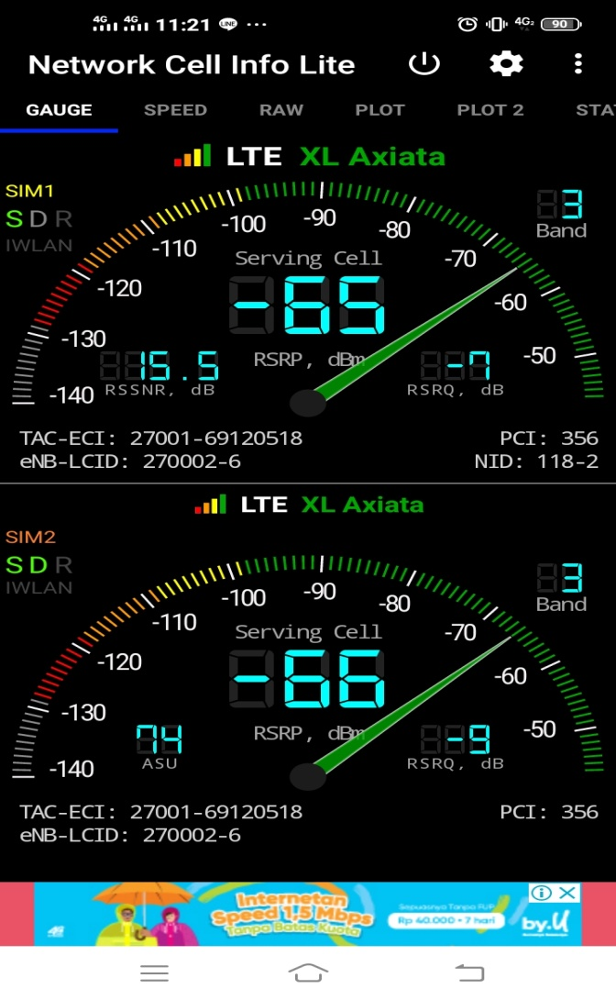 4G 4G 11:21 LINE ... 4G2 90
Network Cell Info Lite
GAUGE SPEED RAW PLOT PLOT 2 STA
LTE XL Axiata
SIM1
S D R
IWLAN
3
Band
-140 -130 -120 -110 -100 -90 -80 -70 -60 -50
Serving Cell
-65
RSRP, dBm
15.5
RSSNR, dB
-7
RSRQ, dB
TAC-ECI: 27001-69120518 PCI: 356
eNB-LCID: 270002-6 NID: 118-2
LTE XL Axiata
SIM2
S D R
IWLAN
3
Band
-140 -130 -120 -110 -100 -90 -80 -70 -60 -50
Serving Cell
-66
RSRP, dBm
74
ASU
-9
RSRQ, dB
TAC-ECI: 27001-69120518 PCI: 356
eNB-LCID: 270002-6
Internetan
Speed 1,5 Mbps
Tanpa Batas Kuota
Sepuasnya Tanpa FUP
Rp 40.000 • 7 hari
by.U
4G